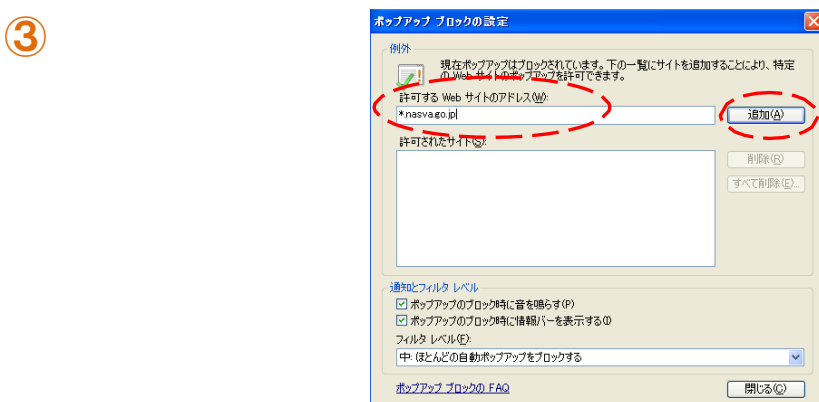 ③
ポップアップ ブロックの設定
例外
現在ポップアップはブロックされています。下の一覧にサイトを追加することにより、特定
の Web サイトのポップアップを許可できます。
許可する Web サイトのアドレス(W):
*.nasva.go.jp
追加(A)
許可されたサイト(S):
削除(R)
すべて削除(E)...
通知とフィルタ レベル
ポップアップのブロック時に音を鳴らす(P)
ポップアップのブロック時に情報バーを表示する(I)
フィルタ レベル(F):
中: ほとんどの自動ポップアップをブロックする
ポップアップ ブロックの FAQ
閉じる(C)